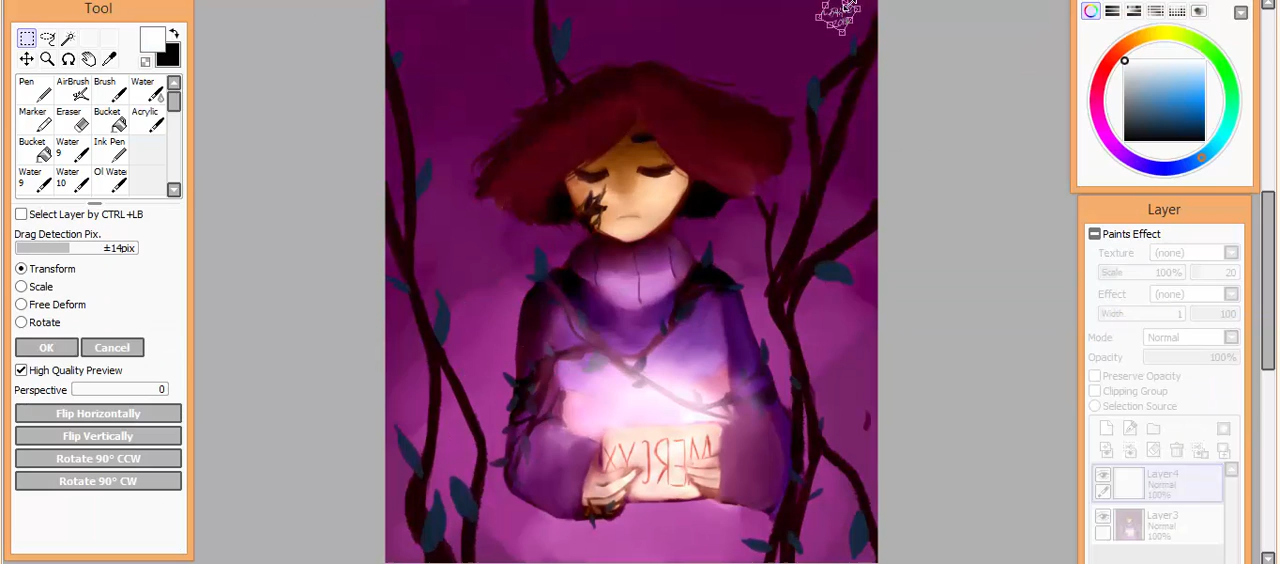 Tool
Pen AirBrush Brush Water
Marker Eraser Bucket Acrylic
Bucket Water 9 Ink Pen
Water 9 Water 10 Ol Water
Select Layer by CTRL +LB
Drag Detection Pix.
±14pix
Transform
Scale
Free Deform
Rotate
OK Cancel
High Quality Preview
Perspective 0
Flip Horizontally
Flip Vertically
Rotate 90° CCW
Rotate 90° CW
Layer
Paints Effect
Texture (none)
Scale 100% 20
Effect (none)
Width 1 100
Mode Normal
Opacity 100%
Preserve Opacity
Clipping Group
Selection Source
Layer4
Normal
100%
Layer3
Normal
100%